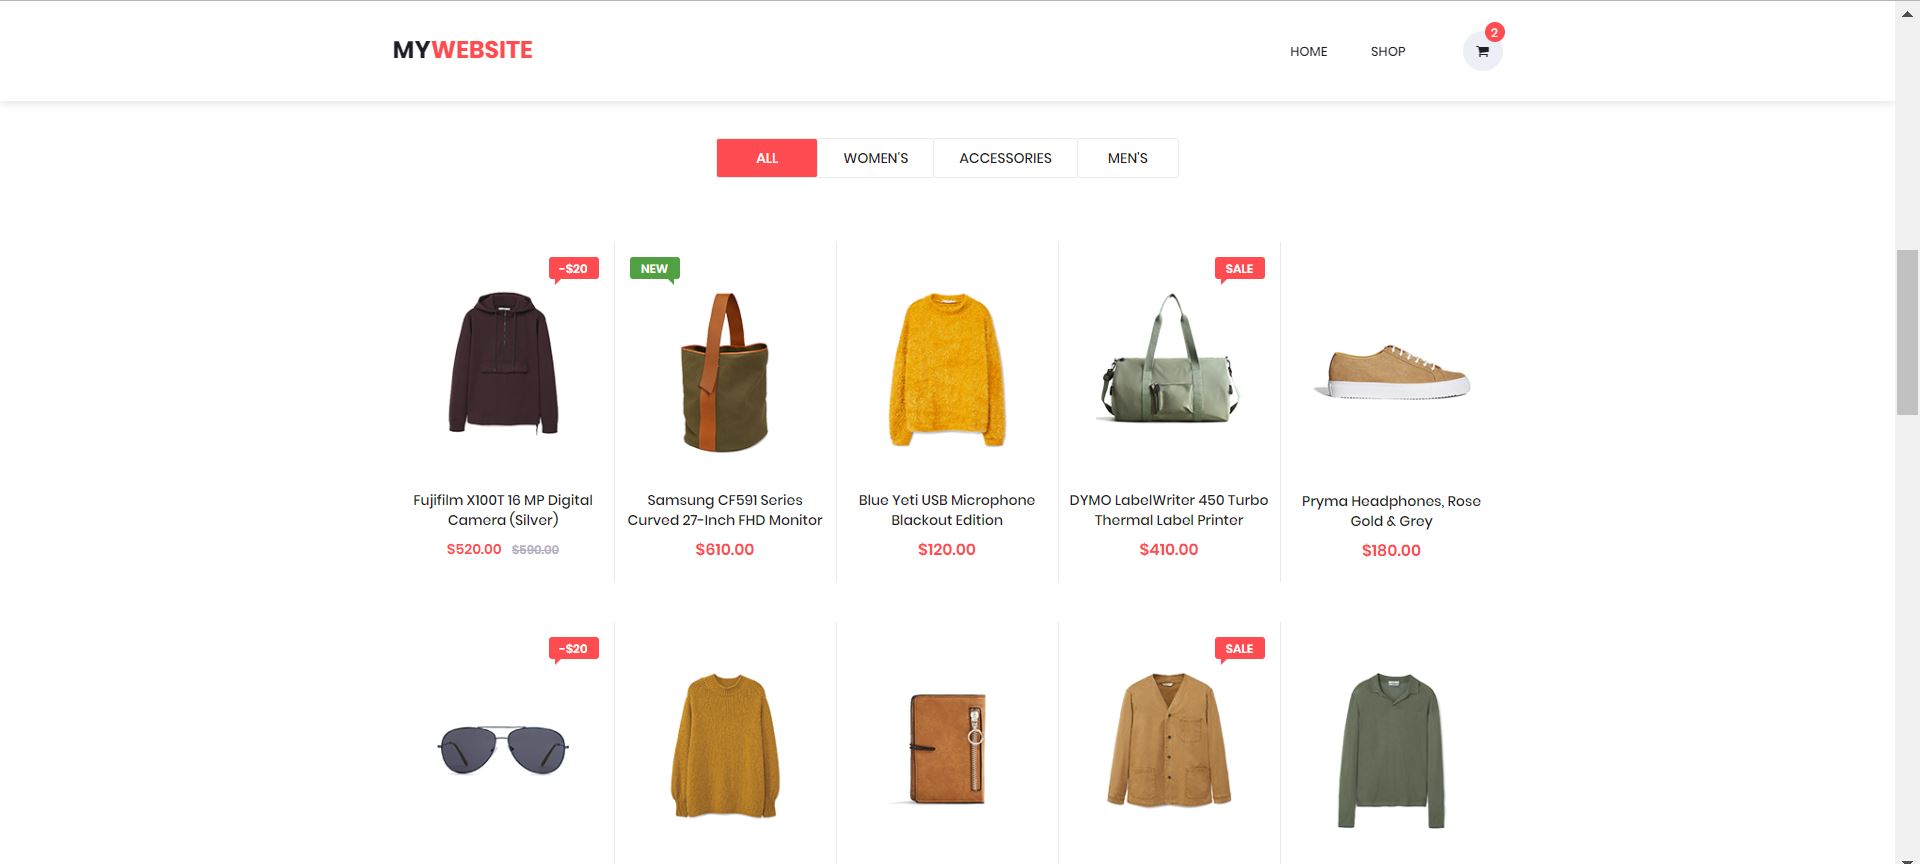 MYWEBSITE
HOME SHOP 2
ALL WOMEN'S ACCESSORIES MEN'S
-$20
Fujifilm X100T 16 MP Digital
Camera (Silver)
$520.00 $590.00
NEW
Samsung CF591 Series
Curved 27-Inch FHD Monitor
$610.00
Blue Yeti USB Microphone
Blackout Edition
$120.00
SALE
DYMO LabelWriter 450 Turbo
Thermal Label Printer
$410.00
Pryma Headphones, Rose
Gold & Grey
$180.00
-$20
SALE